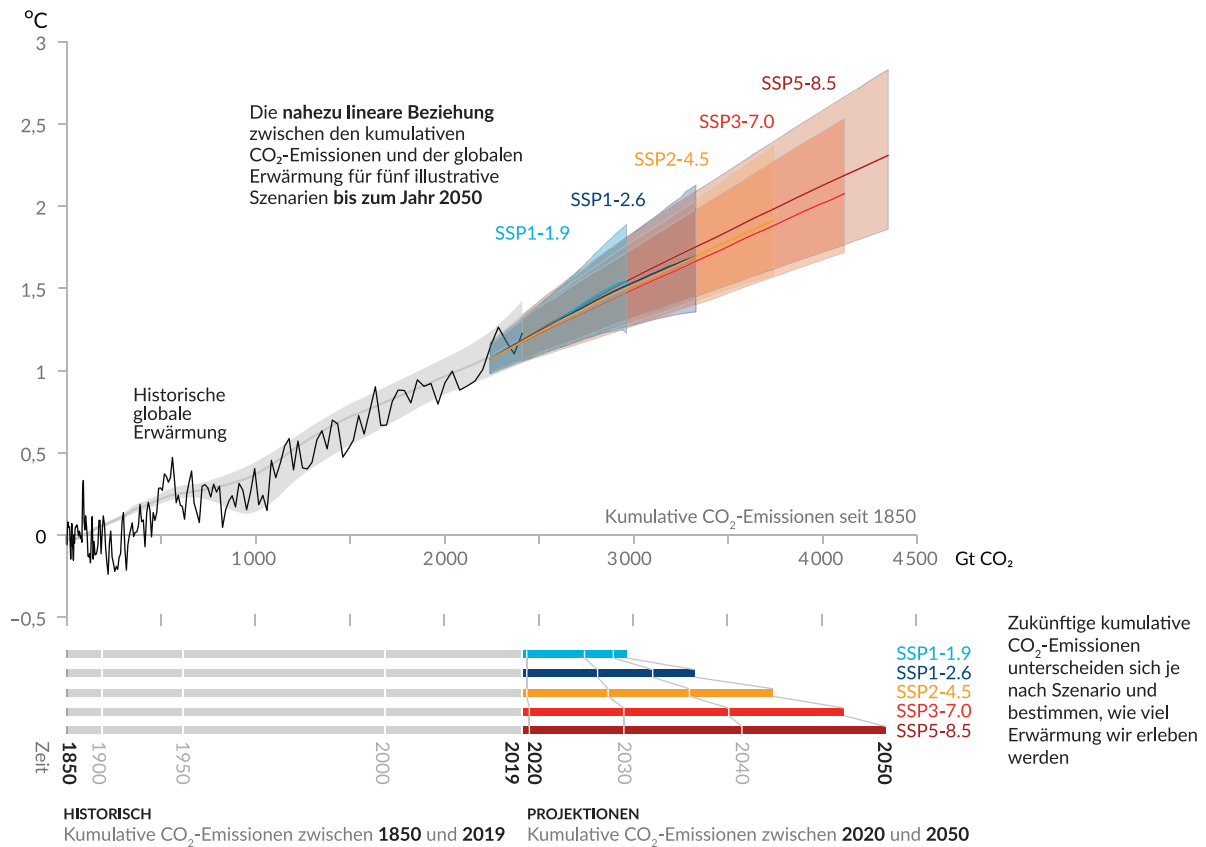 °C
3
2,5
2
1,5
1
0,5
0
−0,5
Die nahezu lineare Beziehung
zwischen den kumulativen
CO₂-Emissionen und der globalen
Erwärmung für fünf illustrative
Szenarien bis zum Jahr 2050
SSP5-8.5
SSP3-7.0
SSP2-4.5
SSP1-2.6
SSP1-1.9
Historische
globale
Erwärmung
Kumulative CO₂-Emissionen seit 1850
1000 2000 3000 4000 4500 Gt CO₂
SSP1-1.9
SSP1-2.6
SSP2-4.5
SSP3-7.0
SSP5-8.5
Zukünftige kumulative
CO₂-Emissionen
unterscheiden sich je
nach Szenario und
bestimmen, wie viel
Erwärmung wir erleben
werden
Zeit 1850 1900 1950 2000 2019 2020 2030 2040 2050
HISTORISCH
Kumulative CO₂-Emissionen zwischen 1850 und 2019
PROJEKTIONEN
Kumulative CO₂-Emissionen zwischen 2020 und 2050